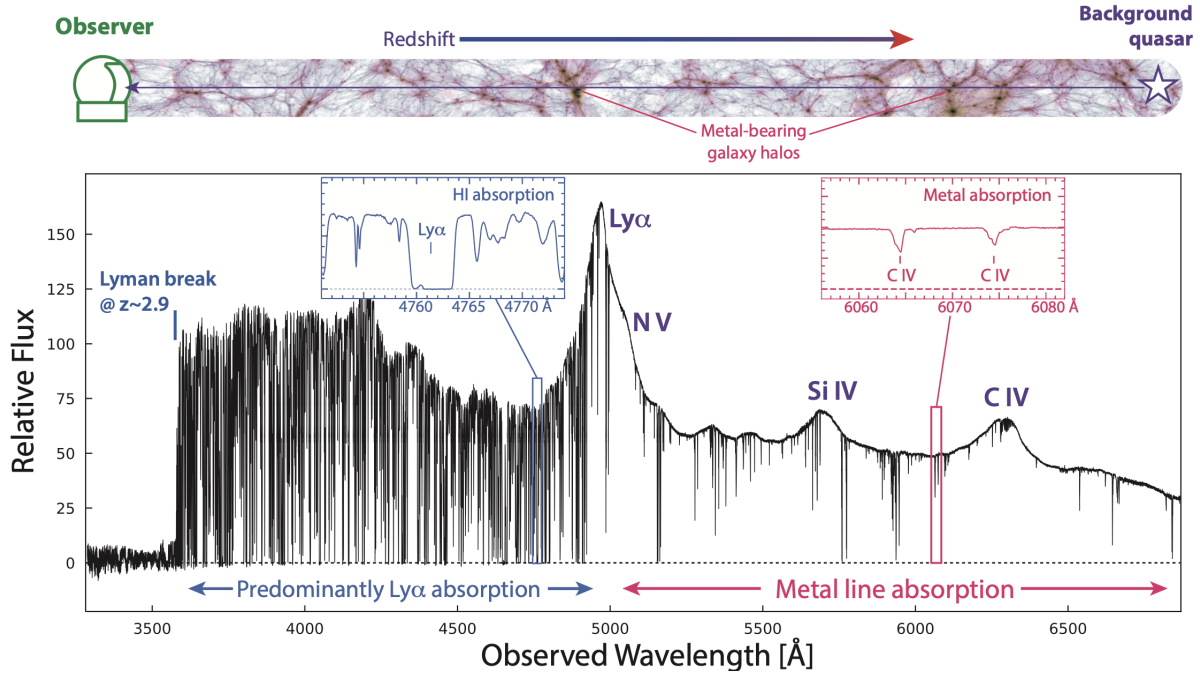 Observer
Redshift
Background
quasar
Metal-bearing
galaxy halos
Relative Flux
150
125
100
75
50
25
0
Lyman break
@ z~2.9
HI absorption
Lyα
4760 4765 4770 Å
Lyα
N V
Si IV
C IV
Metal absorption
C IV C IV
6060 6070 6080 Å
Predominantly Lyα absorption
Metal line absorption
3500 4000 4500 5000 5500 6000 6500
Observed Wavelength [Å]